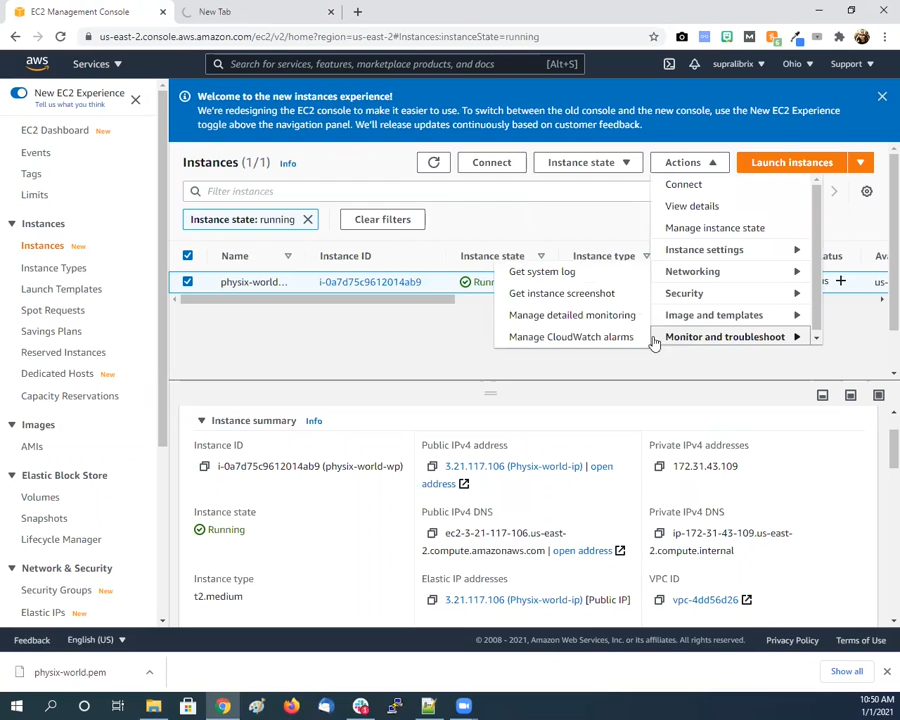 EC2 Management Console
New Tab
us-east-2.console.aws.amazon.com/ec2/v2/home?region=us-east-2#Instances:instanceState=running
aws
Services
Search for services, features, marketplace products, and docs
[Alt+S]
supralibrix
Ohio
Support
New EC2 Experience
Tell us what you think
EC2 Dashboard New
Events
Tags
Limits
Instances
Instances New
Instance Types
Launch Templates
Spot Requests
Savings Plans
Reserved Instances
Dedicated Hosts New
Capacity Reservations
Images
AMIs
Elastic Block Store
Volumes
Snapshots
Lifecycle Manager
Network & Security
Security Groups New
Elastic IPs New
Welcome to the new instances experience!
We're redesigning the EC2 console to make it easier to use. To switch between the old console and the new console, use the New EC2 Experience
toggle above the navigation panel. We'll release updates continuously based on customer feedback.
Instances (1/1) Info
Connect
Instance state
Actions
Launch instances
Filter instances
Instance state: running
Clear filters
Name
Instance ID
Instance state
Instance type
atus
Ava
physix-world...
i-0a7d75c9612014ab9
Runn
us-
Connect
View details
Manage instance state
Instance settings
Networking
Security
Image and templates
Monitor and troubleshoot
Get system log
Get instance screenshot
Manage detailed monitoring
Manage CloudWatch alarms
Instance summary Info
Instance ID
i-0a7d75c9612014ab9 (physix-world-wp)
Public IPv4 address
3.21.117.106 (Physix-world-ip) | open
address
Private IPv4 addresses
172.31.43.109
Instance state
Running
Public IPv4 DNS
ec2-3-21-117-106.us-east-
2.compute.amazonaws.com | open address
Private IPv4 DNS
ip-172-31-43-109.us-east-
2.compute.internal
Instance type
t2.medium
Elastic IP addresses
3.21.117.106 (Physix-world-ip) [Public IP]
VPC ID
vpc-4dd56d26
Feedback
English (US)
© 2008 - 2021, Amazon Web Services, Inc. or its affiliates. All rights reserved.
Privacy Policy
Terms of Use
physix-world.pem
Show all
10:50 AM
1/1/2021